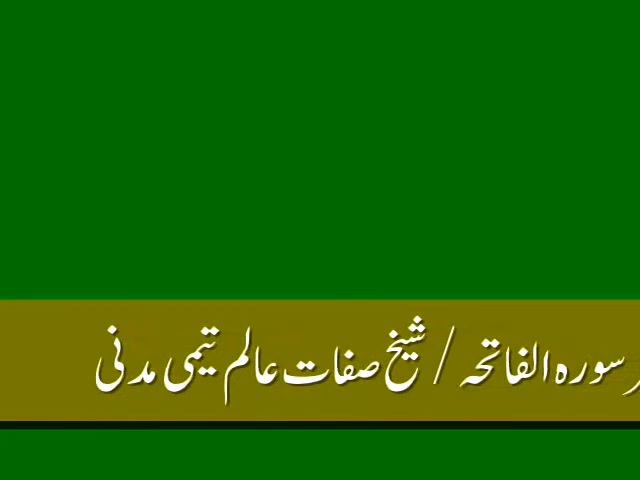 سورہ الفاتحہ / شیخ صفات عالم تیمی مدنی